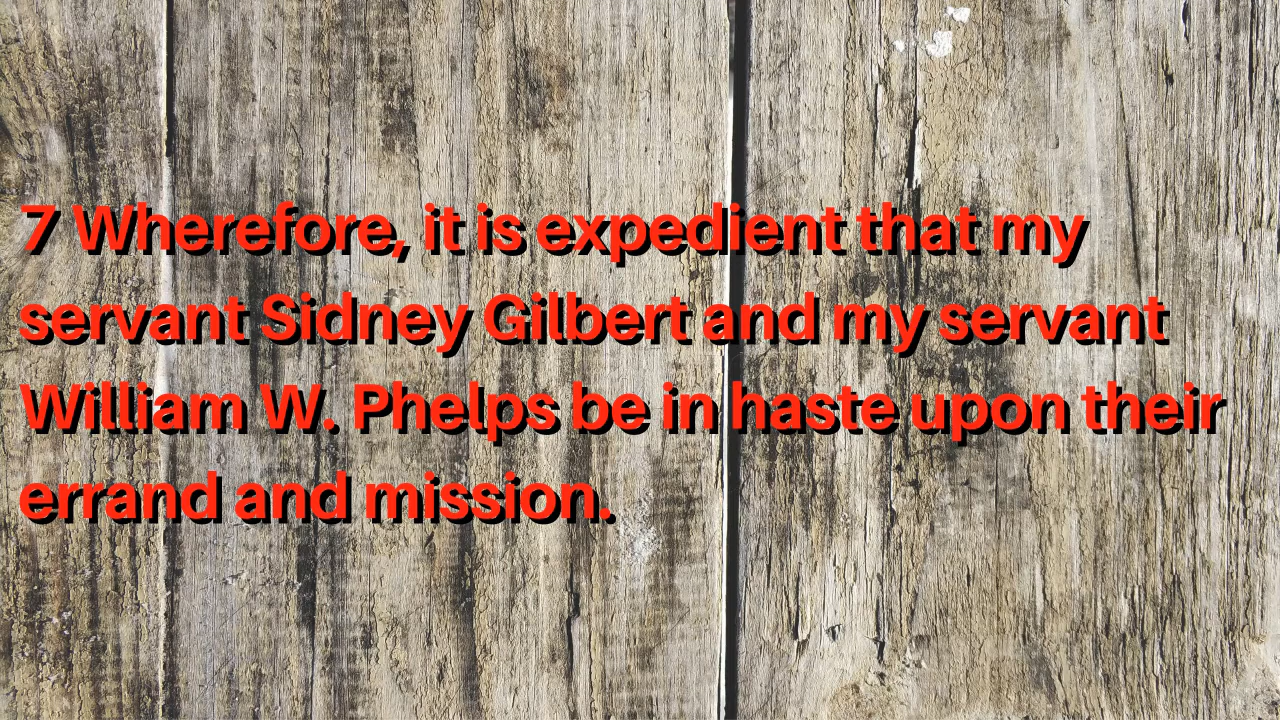 7 Wherefore, it is expedient that my
servant Sidney Gilbert and my servant
William W. Phelps be in haste upon their
errand and mission.